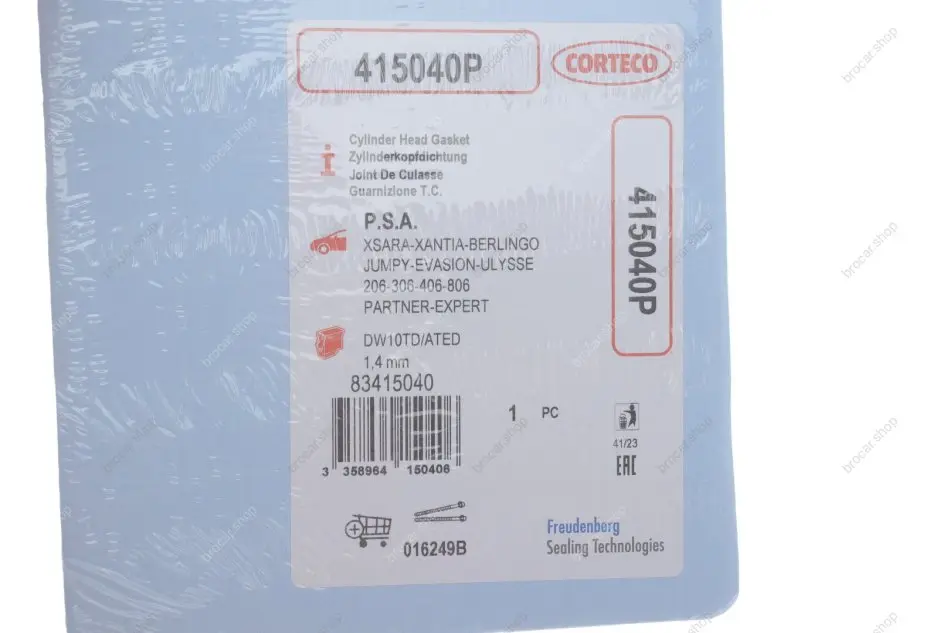 415040P
CORTECO
Cylinder Head Gasket
Zylinderkopfdichtung
Joint De Culasse
Guarnizione T.C.
415040P
P.S.A.
XSARA-XANTIA-BERLINGO
JUMPY-EVASION-ULYSSE
206-306-406-806
PARTNER-EXPERT
DW10TD/ATED
1,4 mm
83415040
1 PC
3 358964 150406
41/23
EAC
016249B
Freudenberg
Sealing Technologies
brocar.shop